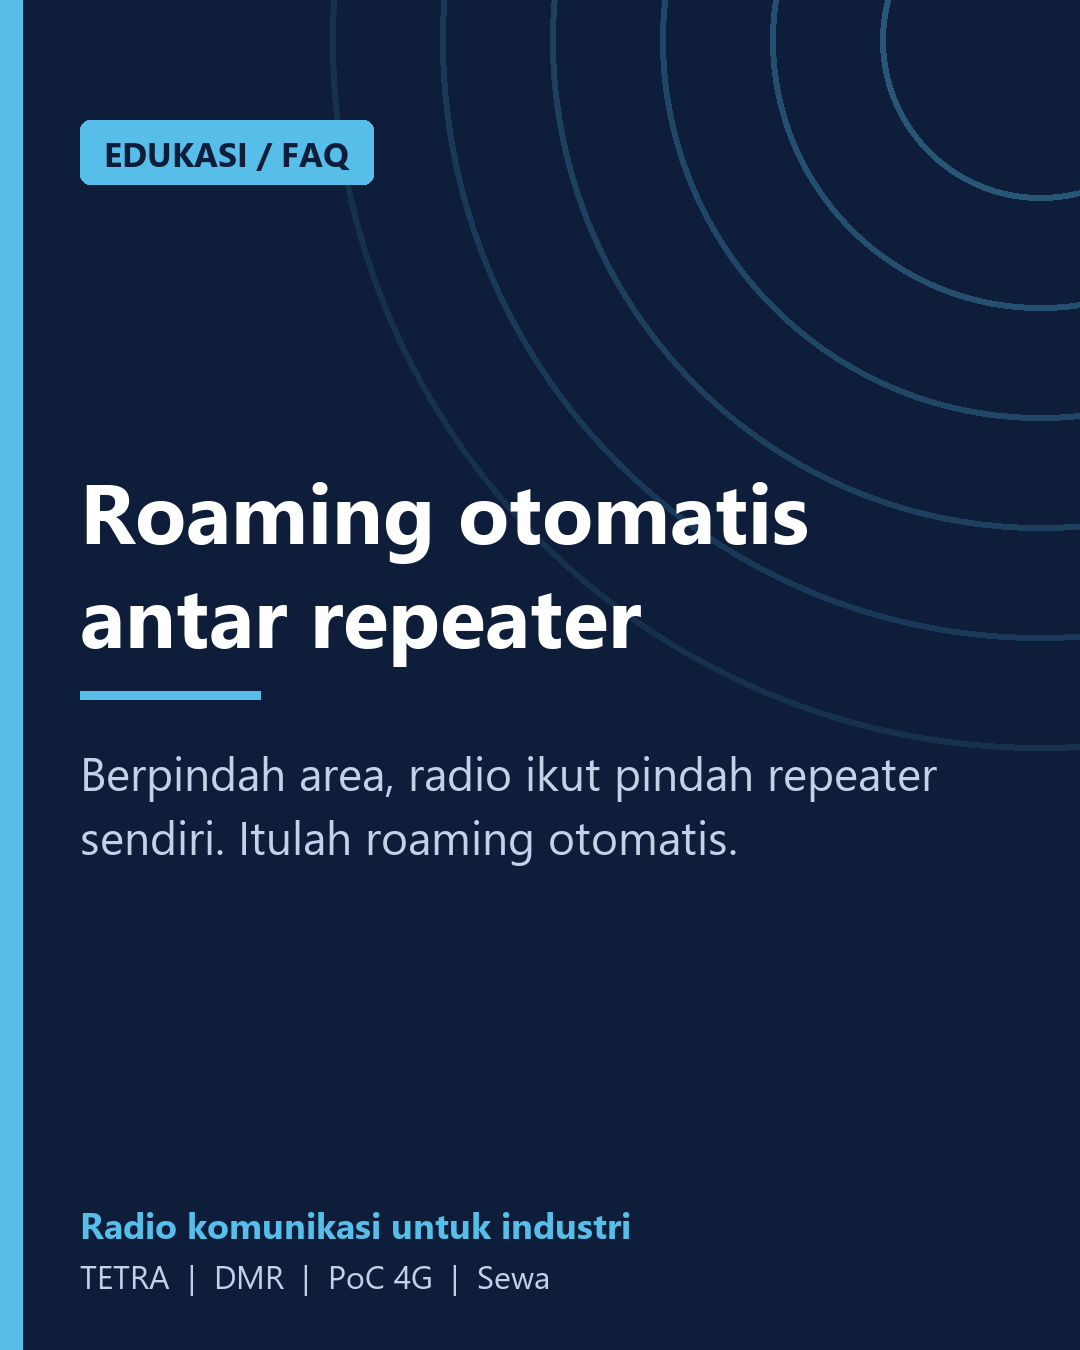 EDUKASI / FAQ
Roaming otomatis
antar repeater
Berpindah area, radio ikut pindah repeater
sendiri. Itulah roaming otomatis.
Radio komunikasi untuk industri
TETRA | DMR | PoC 4G | Sewa